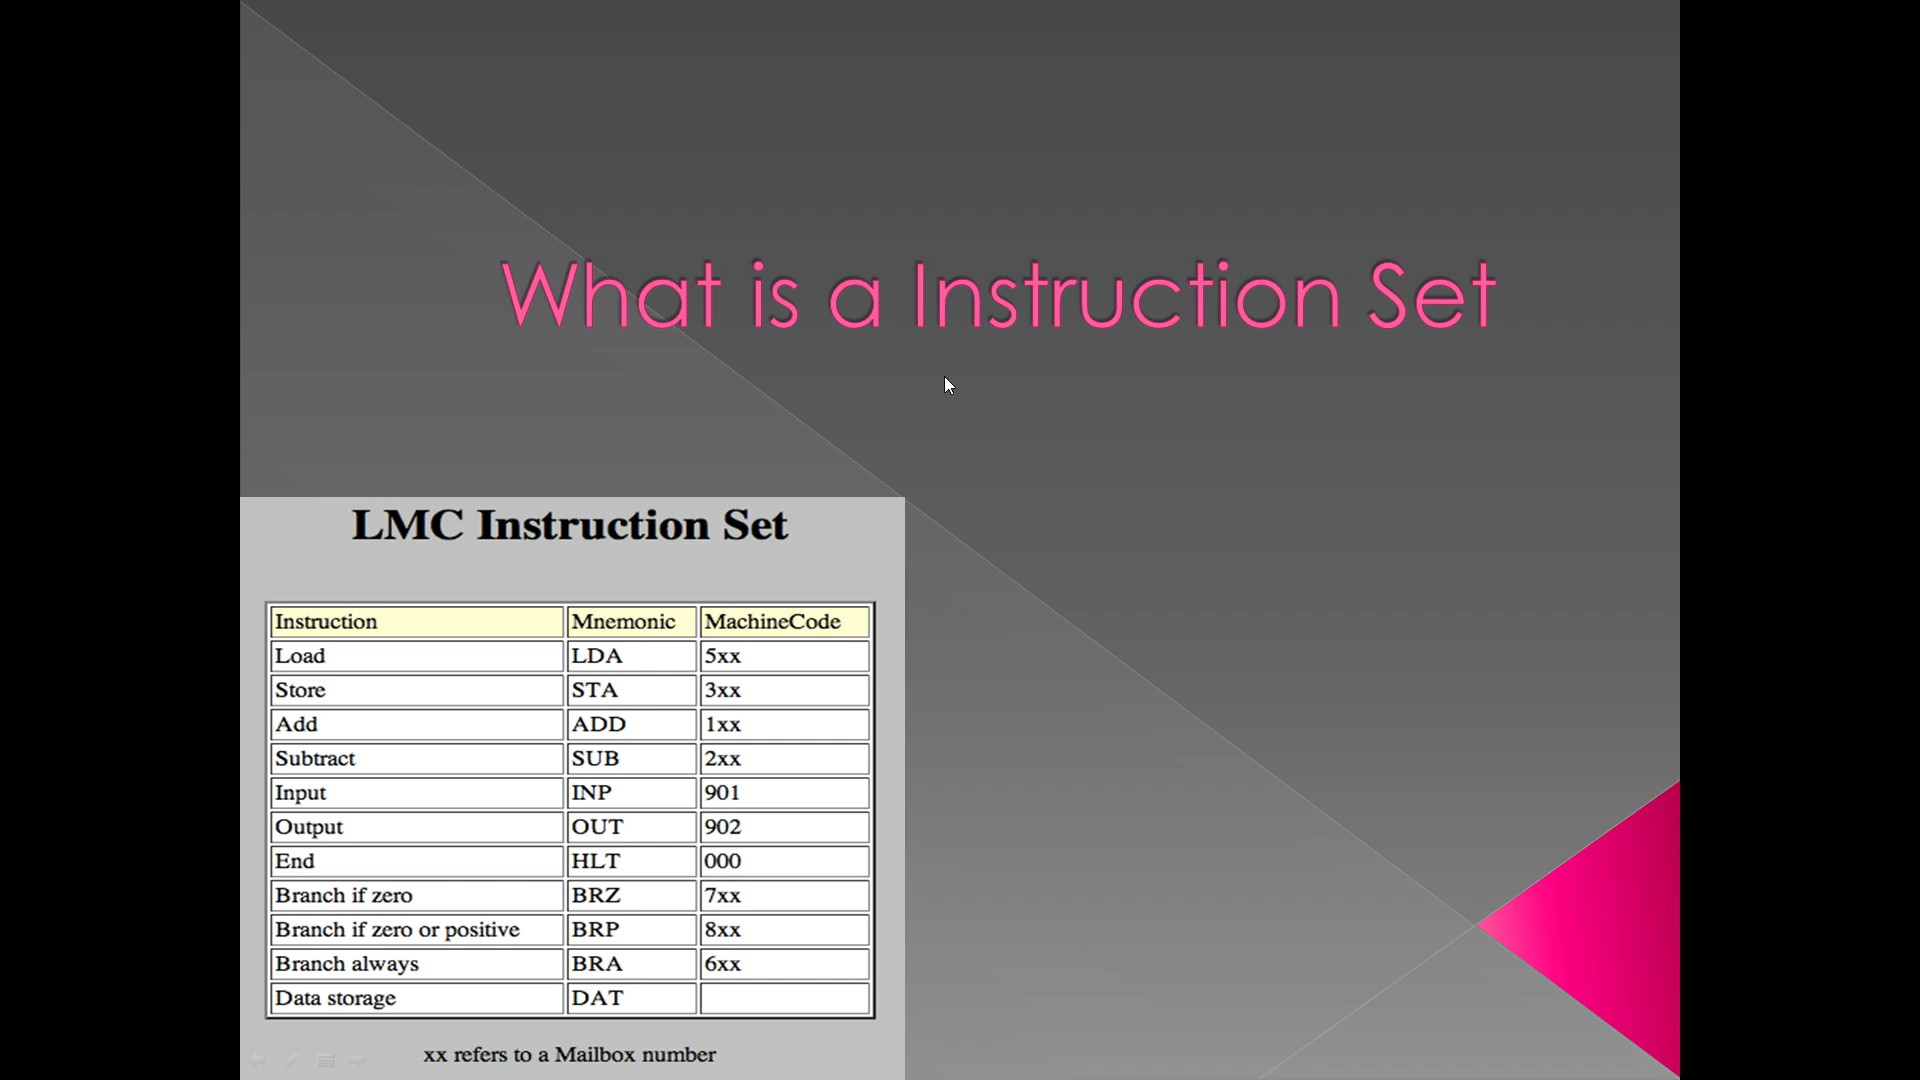 What is a Instruction Set
LMC Instruction Set
Instruction Mnemonic MachineCode
Load LDA 5xx
Store STA 3xx
Add ADD 1xx
Subtract SUB 2xx
Input INP 901
Output OUT 902
End HLT 000
Branch if zero BRZ 7xx
Branch if zero or positive BRP 8xx
Branch always BRA 6xx
Data storage DAT
xx refers to a Mailbox number